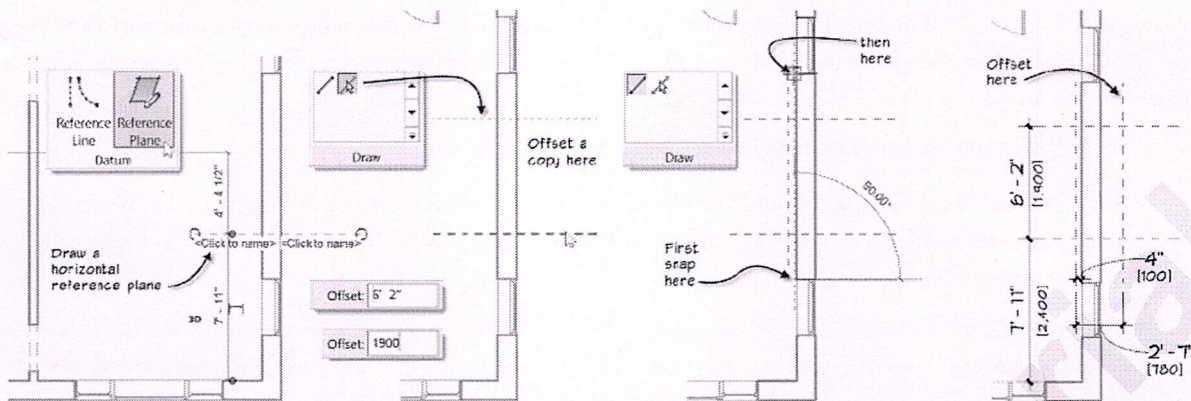 Reference
Line
Reference
Plane
Datum
4' - 4 1/2"
<Click to name> <Click to name>
Draw a
horizontal
reference plane
3D
7' - 11"
Draw
Offset a
copy here
Offset: 6' 2"
Offset: 1900
Draw
then
here
90.00°
First
snap
here
Offset
here
6' - 2"
[1,900]
7' - 11"
[2,400]
4"
[100]
2' - 7"
[780]